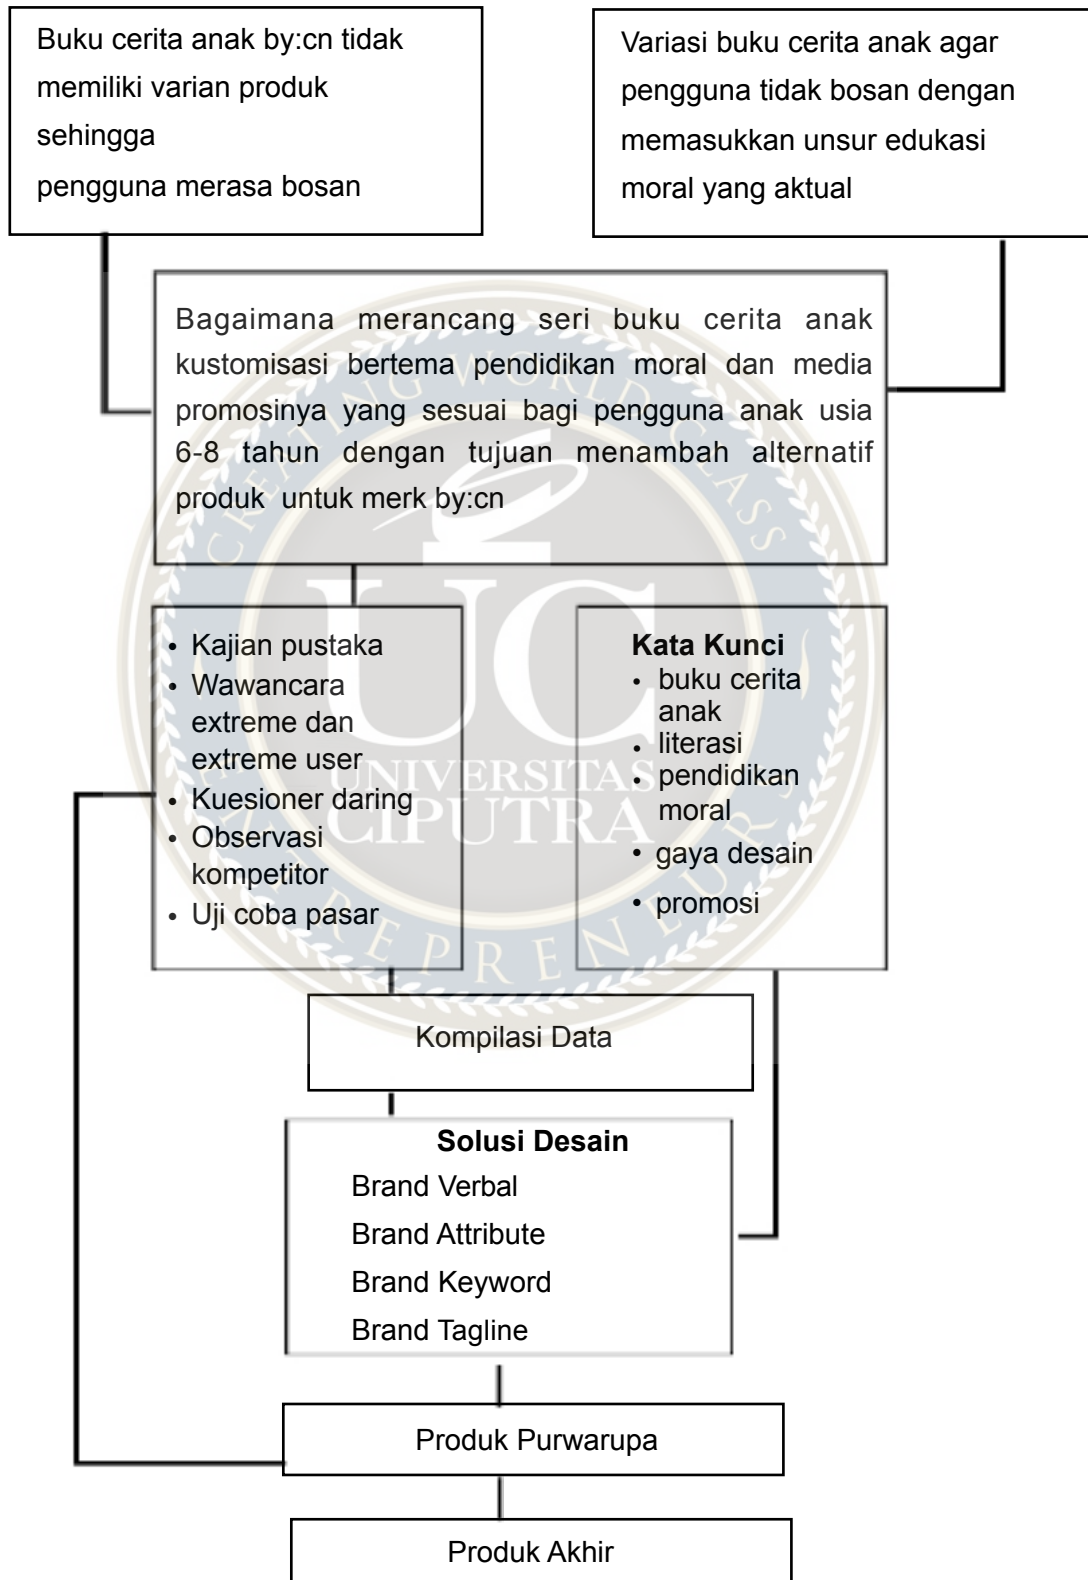 Buku cerita anak by:cn tidak
memiliki varian produk
sehingga
pengguna merasa bosan
Variasi buku cerita anak agar
pengguna tidak bosan dengan
memasukkan unsur edukasi
moral yang aktual
Bagaimana merancang seri buku cerita anak
kustomisasi bertema pendidikan moral dan media
promosinya yang sesuai bagi pengguna anak usia
6-8 tahun dengan tujuan menambah alternatif
produk untuk merk by:cn
• Kajian pustaka
• Wawancara
extreme dan
extreme user
• Kuesioner daring
• Observasi
kompetitor
• Uji coba pasar
Kata Kunci
• buku cerita
anak
• literasi
• pendidikan
moral
• gaya desain
• promosi
Kompilasi Data
Solusi Desain
Brand Verbal
Brand Attribute
Brand Keyword
Brand Tagline
Produk Purwarupa
Produk Akhir
CREATING WORLD CLASS
UC
UNIVERSITAS
CIPUTRA
ENTREPRENEURS